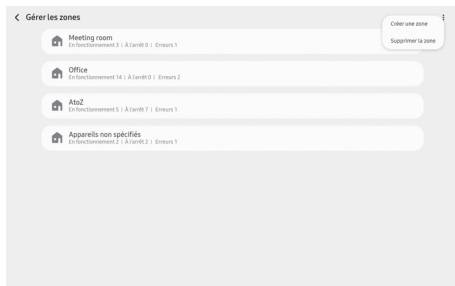 Gérer les zones
Créer une zone
Supprimer la zone
Meeting room
En fonctionnement 3 | À l'arrêt 0 | Erreurs 1
Office
En fonctionnement 14 | À l'arrêt 0 | Erreurs 2
AtoZ
En fonctionnement 5 | À l'arrêt 7 | Erreurs 1
Appareils non spécifiés
En fonctionnement 2 | À l'arrêt 2 | Erreurs 1